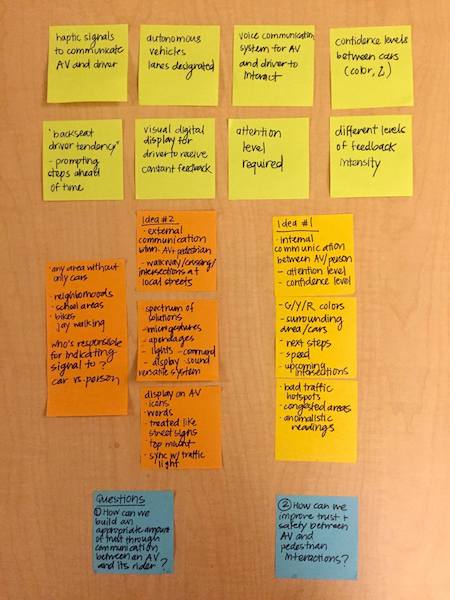 haptic signals
to communicate
AV and driver
autonomous
vehicles
lanes designated
voice communication
system for AV
and driver to
interact
confidence levels
between cars
"backseat
driver tendency"
- prompting
steps ahead
of time
visual digital
display for
driver to receive
constant feedback
attention
level
required
different levels
of feedback
intensity
· any area without
only cars
· neighborhoods
· school areas
· bikes
jay walking
who's responsible
for indicating
signal to?
car vs. person
Idea #2
· external
communication
btwn. AV + pedestrian
- walkway/crossing/
intersections at
local streets
spectrum of
solutions
- microgestures
- apendages
- lights - command
- display - sound
versatile system
display on AV
- icons
- words
- treated like
street signs
- top mount
- sync w/ traffic
light
Idea #1
· internal
communication
between AV/person
- attention level
- confidence level
- G/Y/R colors
- surrounding
area/cars
- next steps
- speed
- upcoming
intersections
- bad traffic
hotspots
- congested areas
- anomalistic
readings
Questions
① How can we
build an
appropriate amount
of trust through
communication
between an AV
and its rider?
② How can we
improve trust +
safety between
AV and
pedestrian
interactions?